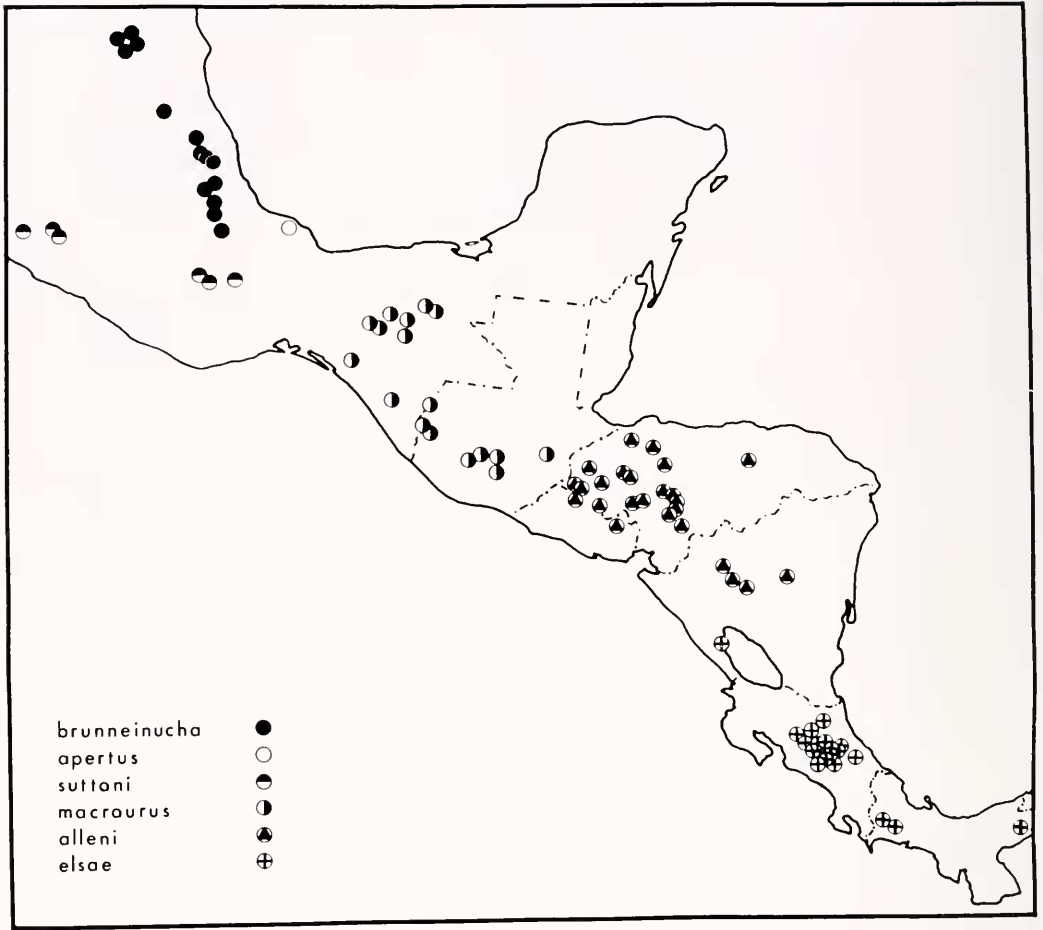 brunneinucha
apertus
suttoni
macrourus
alleni
elsae